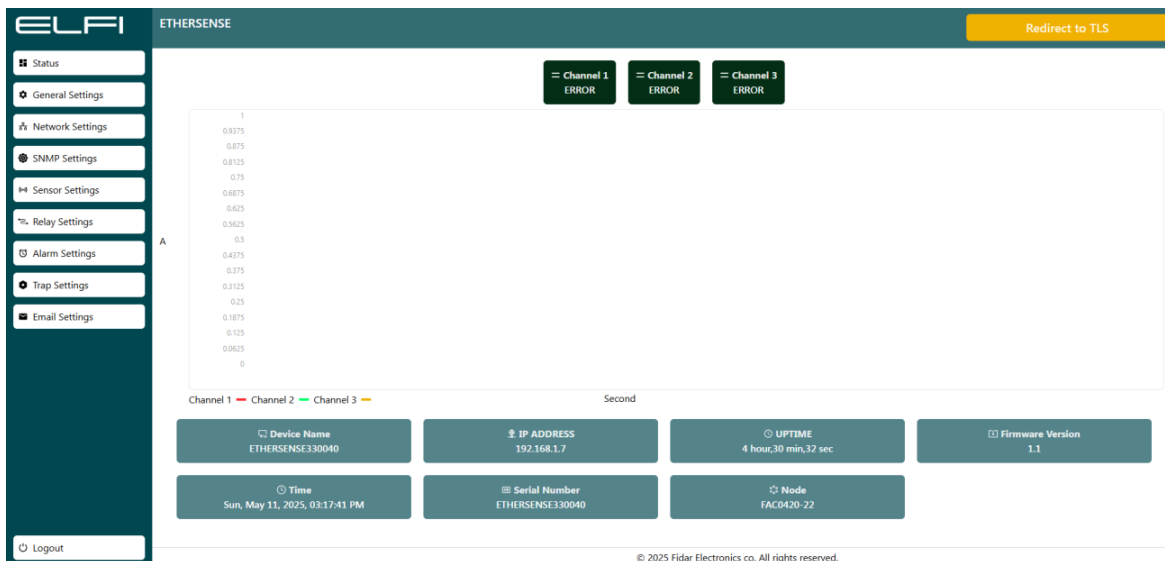 ELFI
ETHERSENSE
Redirect to TLS
Status
General Settings
Network Settings
SNMP Settings
Sensor Settings
Relay Settings
Alarm Settings
Trap Settings
Email Settings
Logout
Channel 1
ERROR
Channel 2
ERROR
Channel 3
ERROR
1
0.9375
0.875
0.8125
0.75
0.6875
0.625
0.5625
0.5
0.4375
0.375
0.3125
0.25
0.1875
0.125
0.0625
0
A
Channel 1 Channel 2 Channel 3
Second
Device Name
ETHERSENSE330040
IP ADDRESS
192.168.1.7
UPTIME
4 hour,30 min,32 sec
Firmware Version
1.1
Time
Sun, May 11, 2025, 03:17:41 PM
Serial Number
ETHERSENSE330040
Node
FAC0420-22
© 2025 Fidar Electronics co. All rights reserved.